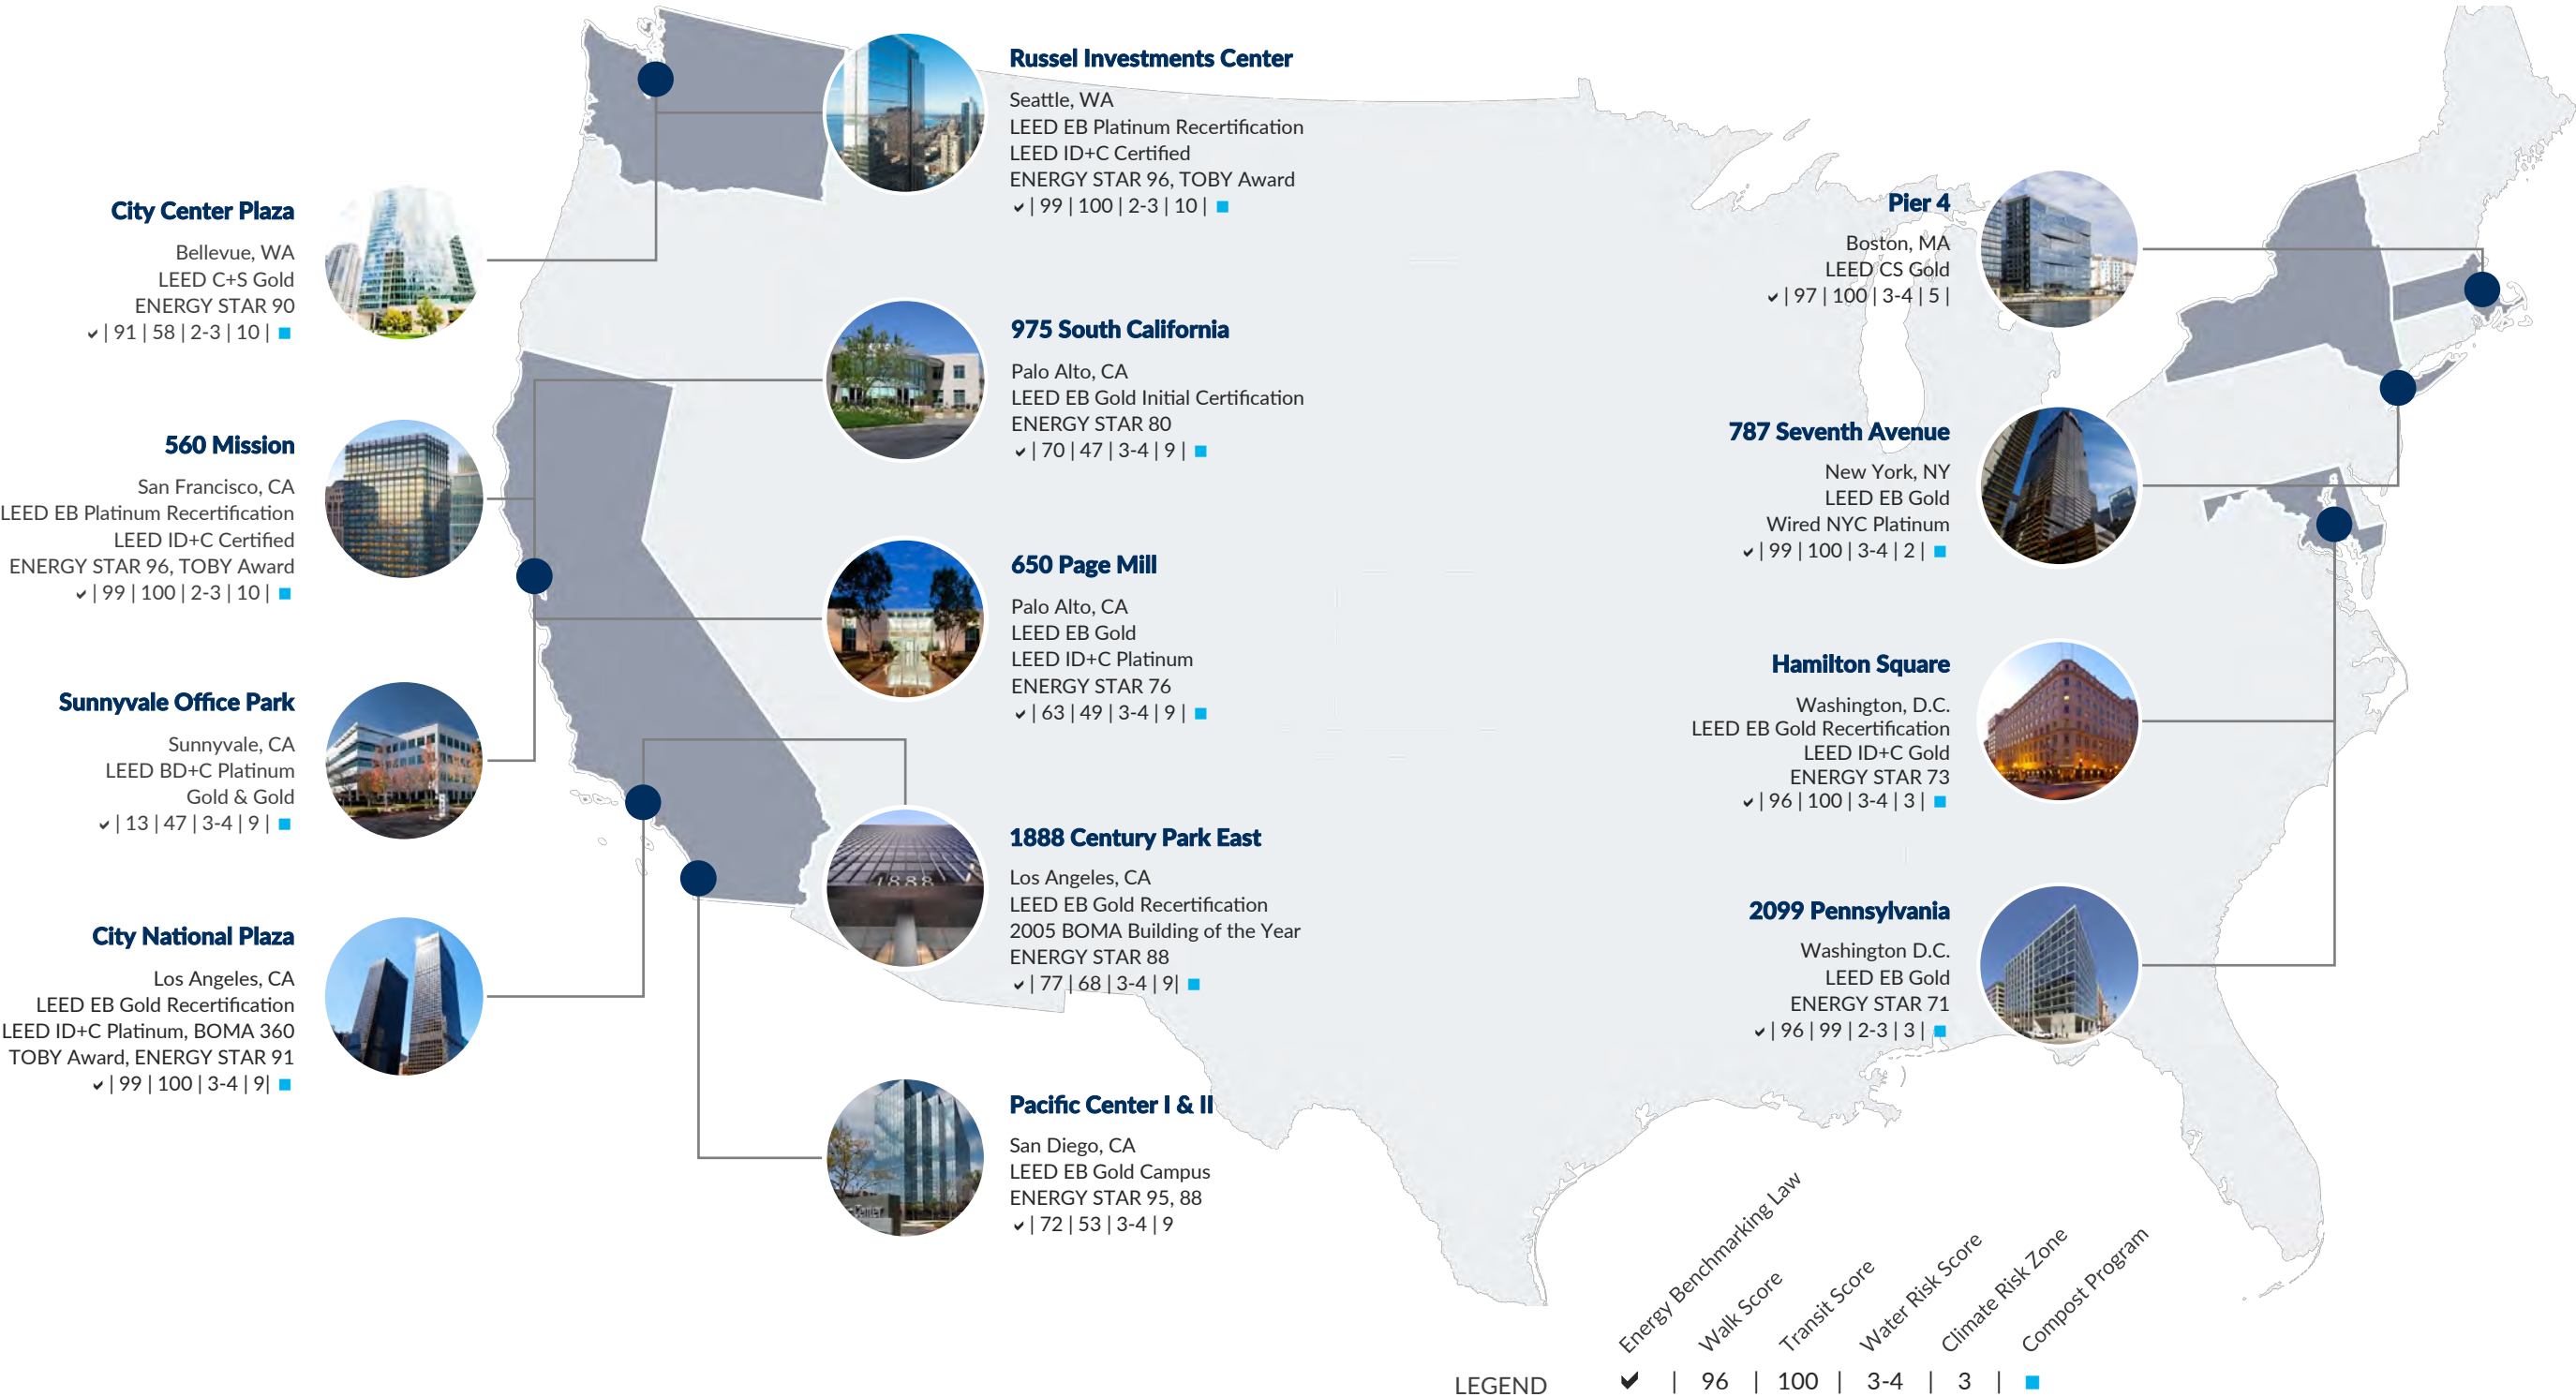 Russel Investments Center
Seattle, WA
LEED EB Platinum Recertification
LEED ID+C Certified
ENERGY STAR 96, TOBY Award
✔ | 99 | 100 | 2-3 | 10 | ■
City Center Plaza
Bellevue, WA
LEED C+S Gold
ENERGY STAR 90
✔ | 91 | 58 | 2-3 | 10 | ■
975 South California
Palo Alto, CA
LEED EB Gold Initial Certification
ENERGY STAR 80
✔ | 70 | 47 | 3-4 | 9 | ■
560 Mission
San Francisco, CA
LEED EB Platinum Recertification
LEED ID+C Certified
ENERGY STAR 96, TOBY Award
✔ | 99 | 100 | 2-3 | 10 | ■
650 Page Mill
Palo Alto, CA
LEED EB Gold
LEED ID+C Platinum
ENERGY STAR 76
✔ | 63 | 49 | 3-4 | 9 | ■
Sunnyvale Office Park
Sunnyvale, CA
LEED BD+C Platinum
Gold & Gold
✔ | 13 | 47 | 3-4 | 9 | ■
1888 Century Park East
Los Angeles, CA
LEED EB Gold Recertification
2005 BOMA Building of the Year
ENERGY STAR 88
✔ | 77 | 68 | 3-4 | 9| ■
1888
City National Plaza
Los Angeles, CA
LEED EB Gold Recertification
LEED ID+C Platinum, BOMA 360
TOBY Award, ENERGY STAR 91
✔ | 99 | 100 | 3-4 | 9| ■
Pacific Center I & II
San Diego, CA
LEED EB Gold Campus
ENERGY STAR 95, 88
✔ | 72 | 53 | 3-4 | 9
Center
Pier 4
Boston, MA
LEED CS Gold
✔ | 97 | 100 | 3-4 | 5 |
787 Seventh Avenue
New York, NY
LEED EB Gold
Wired NYC Platinum
✔ | 99 | 100 | 3-4 | 2 | ■
Hamilton Square
Washington, D.C.
LEED EB Gold Recertification
LEED ID+C Gold
ENERGY STAR 73
✔ | 96 | 100 | 3-4 | 3 | ■
2099 Pennsylvania
Washington D.C.
LEED EB Gold
ENERGY STAR 71
✔ | 96 | 99 | 2-3 | 3 | ■
Energy Benchmarking Law
Walk Score
Transit Score
Water Risk Score
Climate Risk Zone
Compost Program
LEGEND ✔ | 96 | 100 | 3-4 | 3 | ■